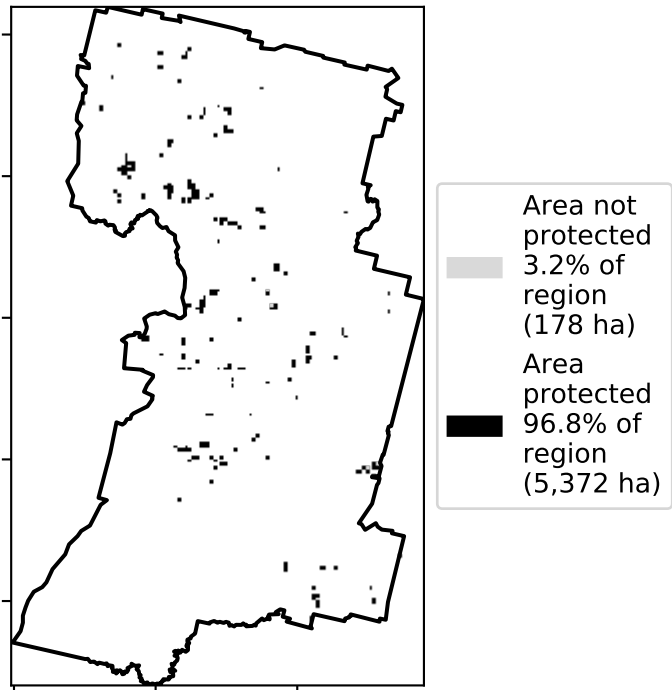 Area not
protected
3.2% of
region
(178 ha)
Area
protected
96.8% of
region
(5,372 ha)